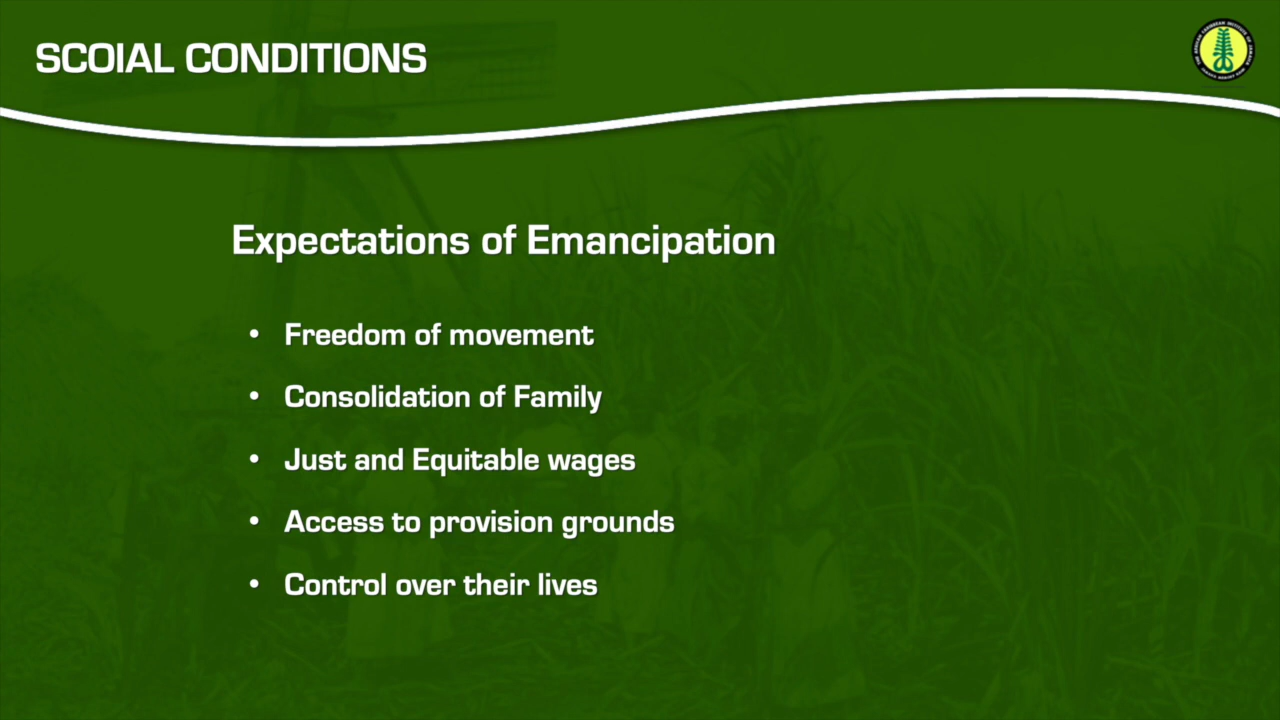 SCOIAL CONDITIONS
Expectations of Emancipation
• Freedom of movement
• Consolidation of Family
• Just and Equitable wages
• Access to provision grounds
• Control over their lives